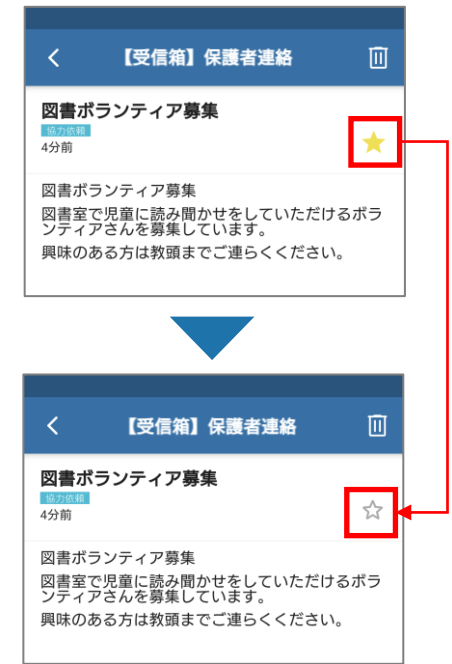 【受信箱】保護者連絡
図書ボランティア募集
協力依頼
4分前
図書ボランティア募集
図書室で児童に読み聞かせをしていただけるボラ
ンティアさんを募集しています。
興味のある方は教頭までご連らくください。
【受信箱】保護者連絡
図書ボランティア募集
協力依頼
4分前
図書ボランティア募集
図書室で児童に読み聞かせをしていただけるボラ
ンティアさんを募集しています。
興味のある方は教頭までご連らくください。